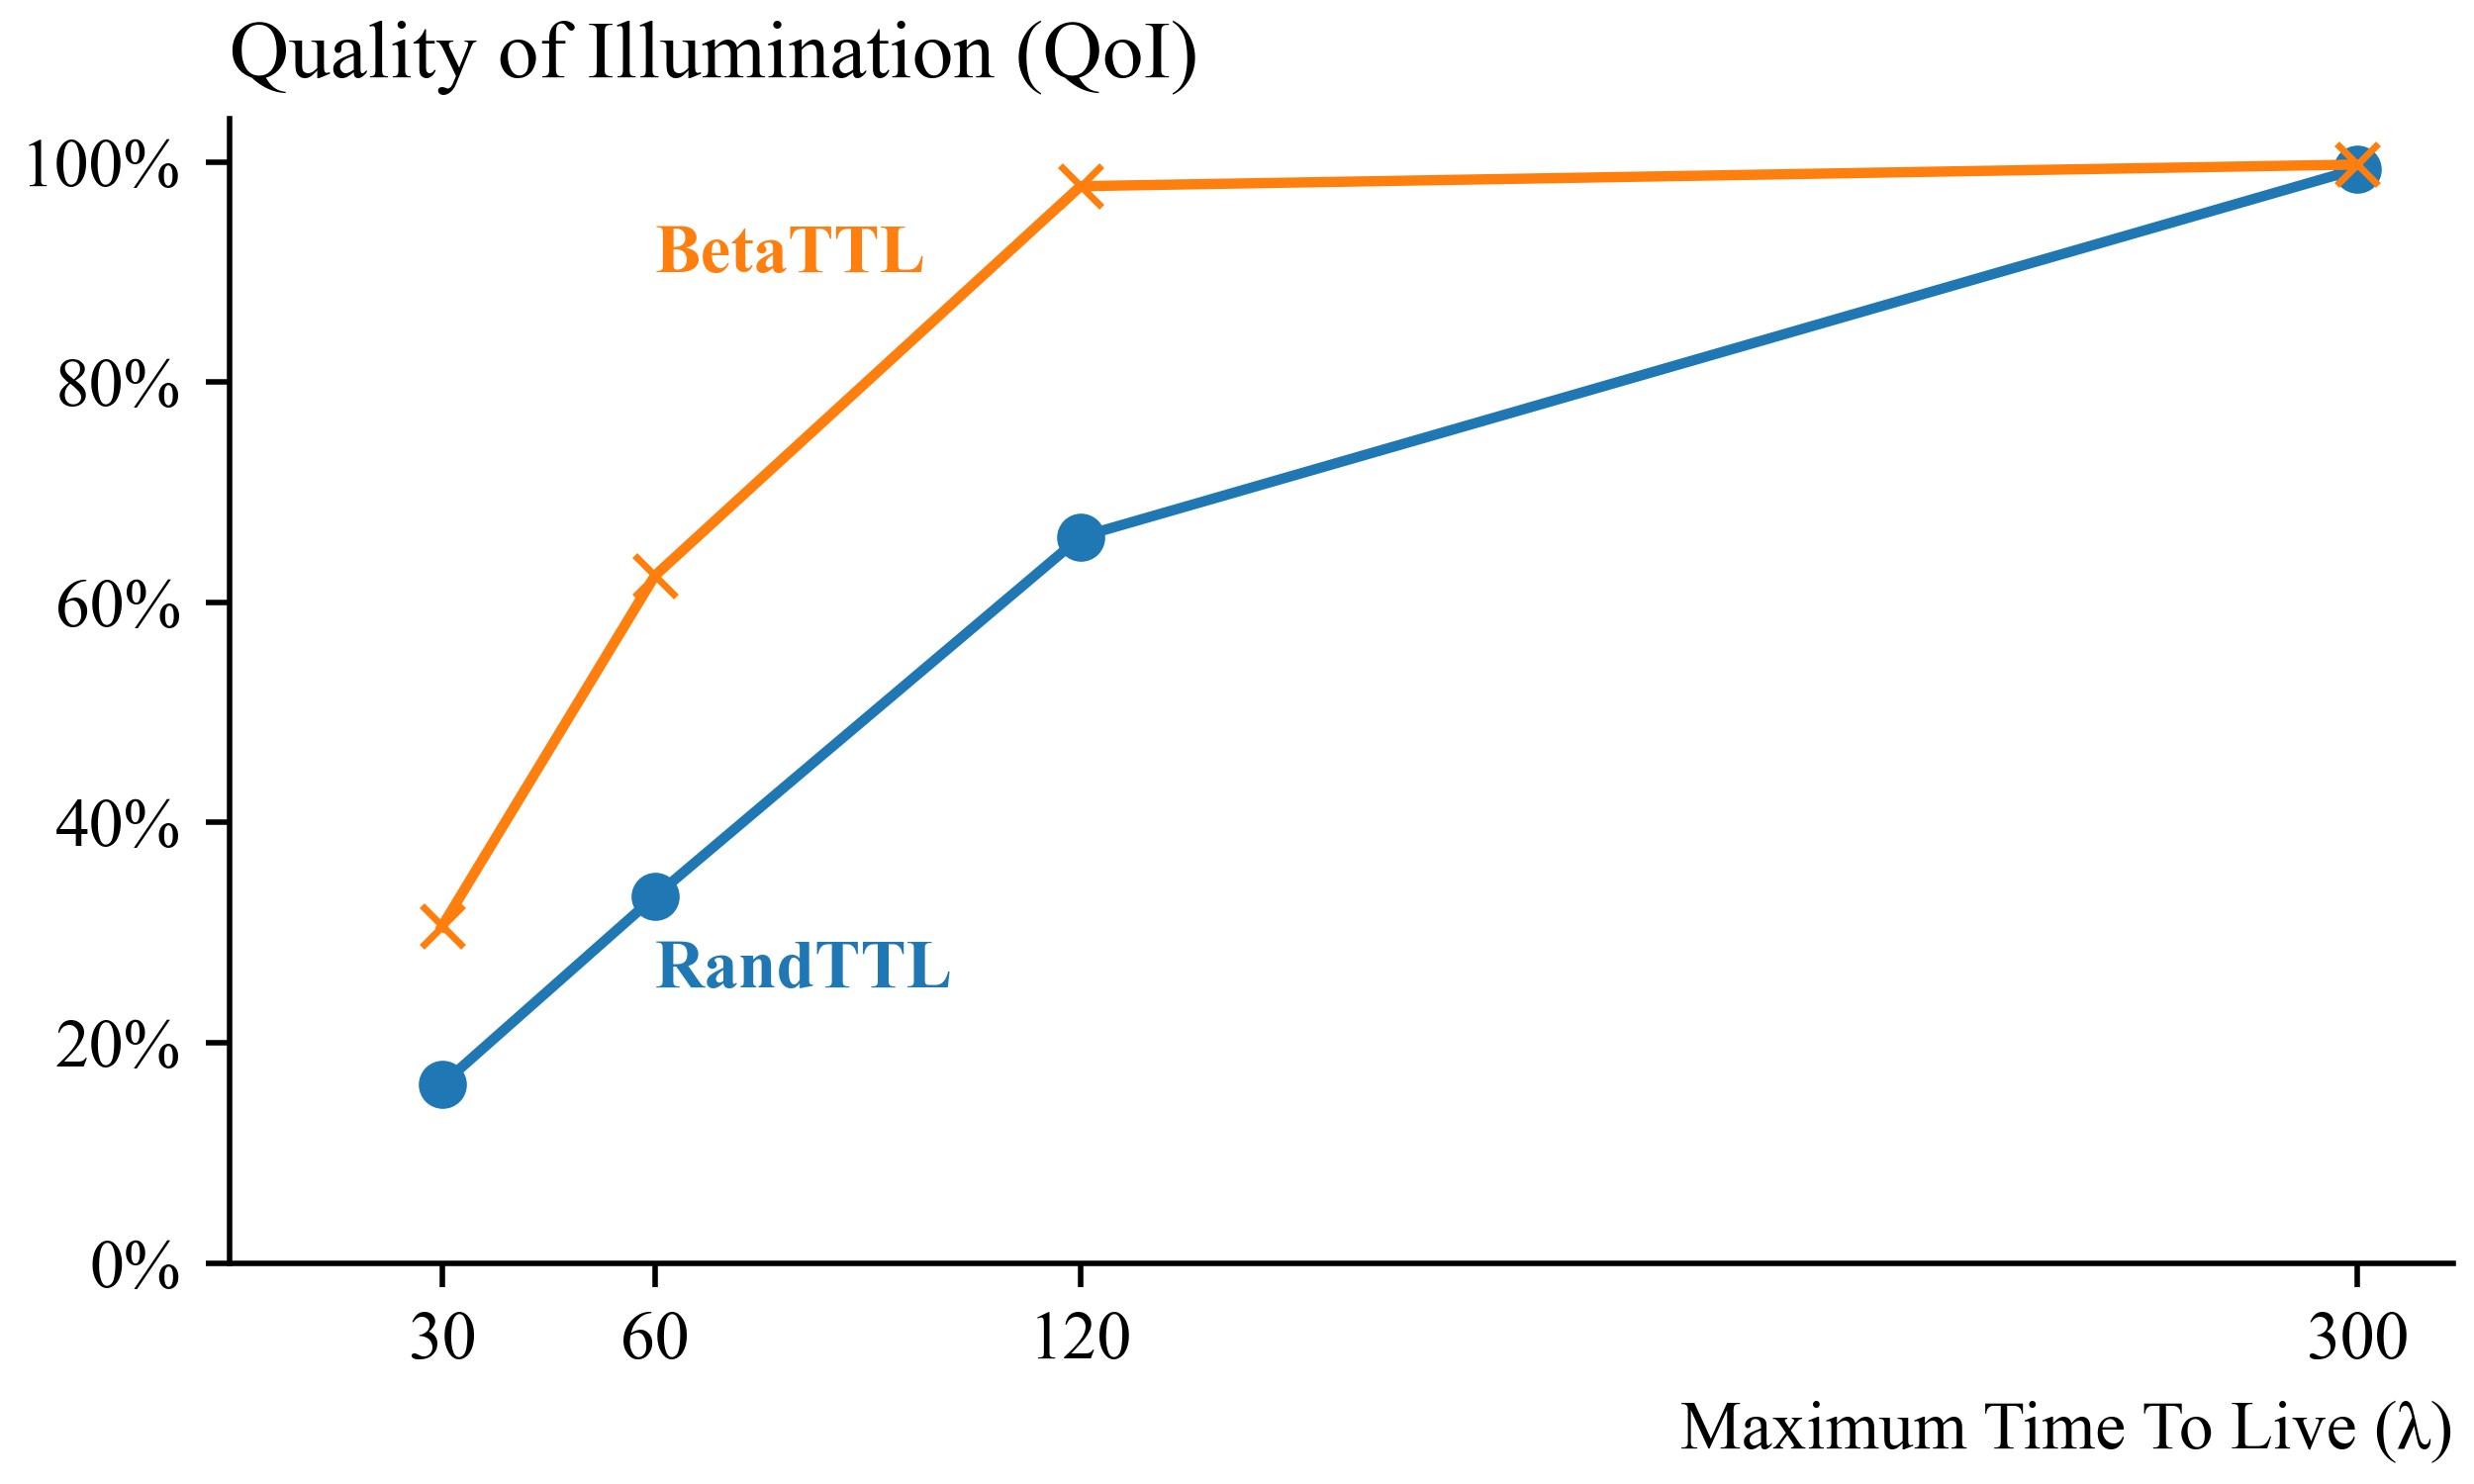 Quality of Illumination (QoI)
100%
BetaTTL
80%
60%
40%
RandTTL
20%
0%
30 60 120 300
Maximum Time To Live (λ)